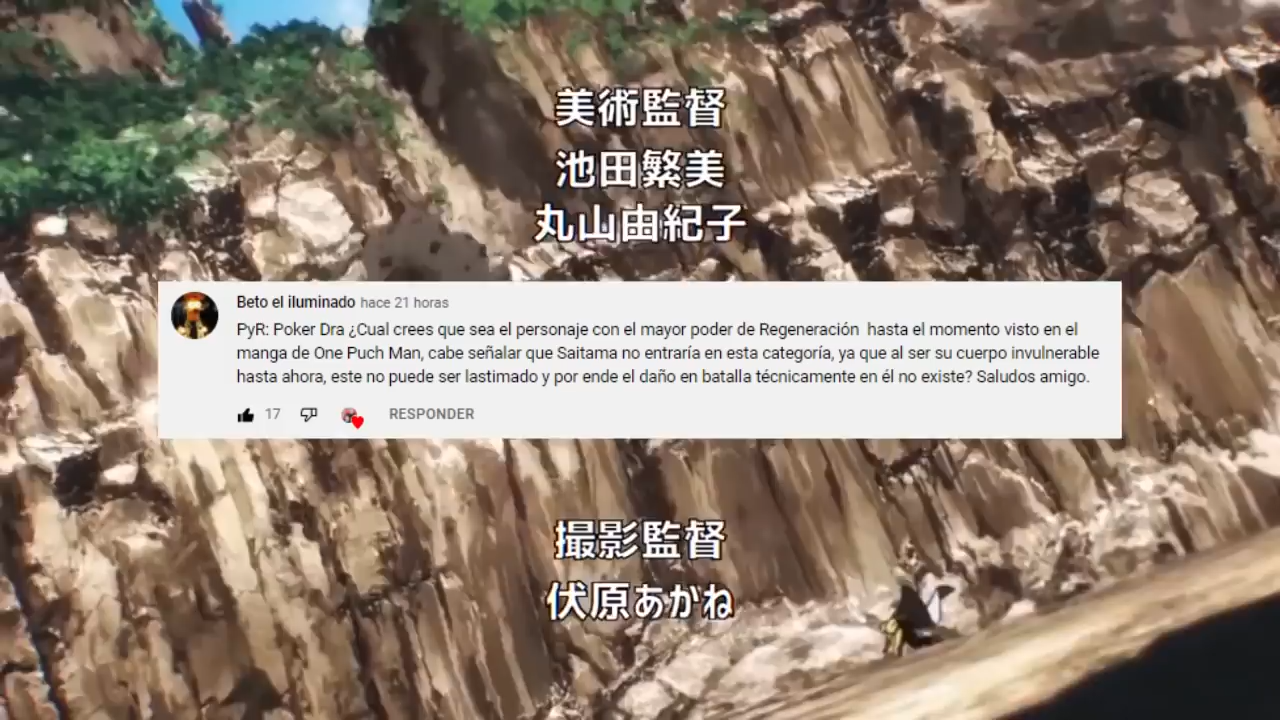 美術監督
池田繁美
丸山由紀子
Beto el iluminado hace 21 horas
PyR: Poker Dra ¿Cual crees que sea el personaje con el mayor poder de Regeneración hasta el momento visto en el
manga de One Puch Man, cabe señalar que Saitama no entraría en esta categoría, ya que al ser su cuerpo invulnerable
hasta ahora, este no puede ser lastimado y por ende el daño en batalla técnicamente en él no existe? Saludos amigo.
17 RESPONDER
撮影監督
伏原あかね